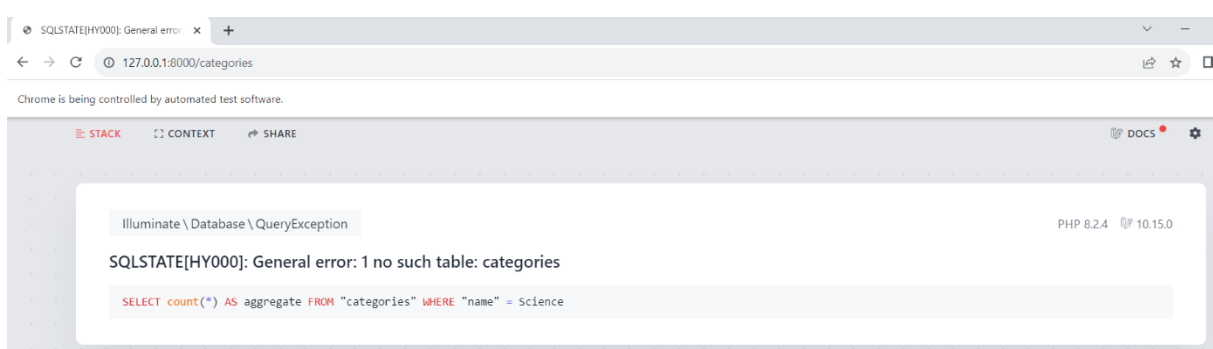 SQLSTATE[HY000]: General error
127.0.0.1:8000/categories
Chrome is being controlled by automated test software.
STACK CONTEXT SHARE DOCS
Illuminate \ Database \ QueryException PHP 8.2.4 10.15.0
SQLSTATE[HY000]: General error: 1 no such table: categories
SELECT count(*) AS aggregate FROM "categories" WHERE "name" = Science